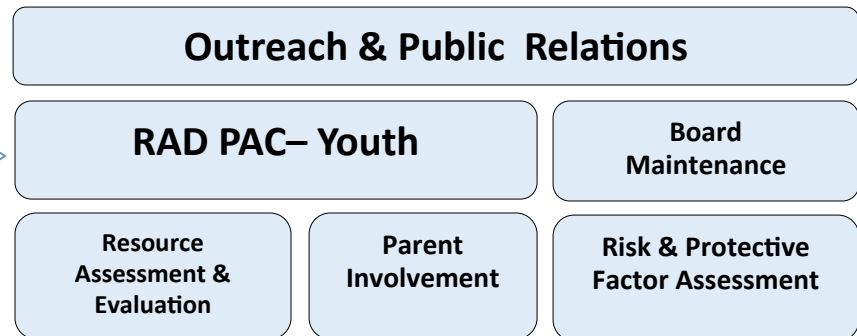 Outreach & Public Relations
RAD PAC– Youth
Board
Maintenance
Resource
Assessment &
Evaluation
Parent
Involvement
Risk & Protective
Factor Assessment